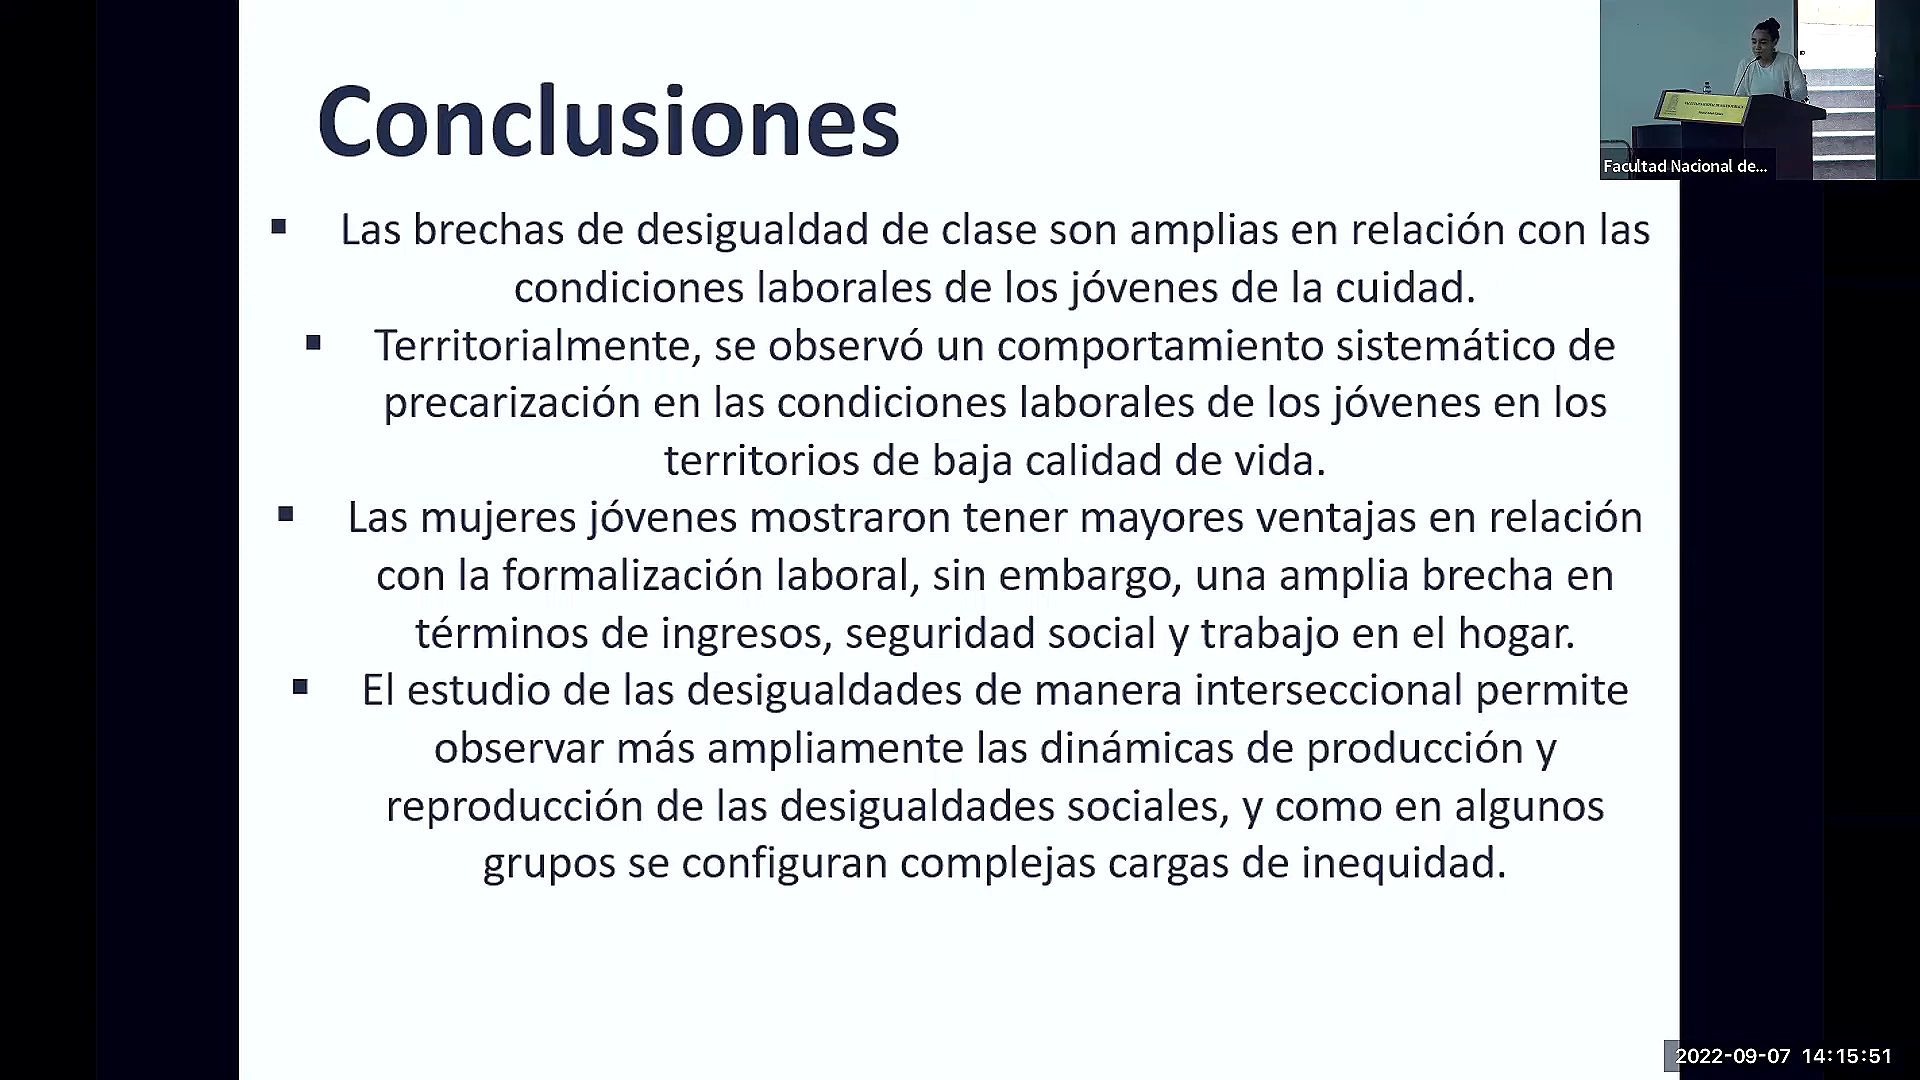 Conclusiones
▪ Las brechas de desigualdad de clase son amplias en relación con las
condiciones laborales de los jóvenes de la cuidad.
▪ Territorialmente, se observó un comportamiento sistemático de
precarización en las condiciones laborales de los jóvenes en los
territorios de baja calidad de vida.
▪ Las mujeres jóvenes mostraron tener mayores ventajas en relación
con la formalización laboral, sin embargo, una amplia brecha en
términos de ingresos, seguridad social y trabajo en el hogar.
▪ El estudio de las desigualdades de manera interseccional permite
observar más ampliamente las dinámicas de producción y
reproducción de las desigualdades sociales, y como en algunos
grupos se configuran complejas cargas de inequidad.
Facultad Nacional de...
2022-09-07 14:15:51